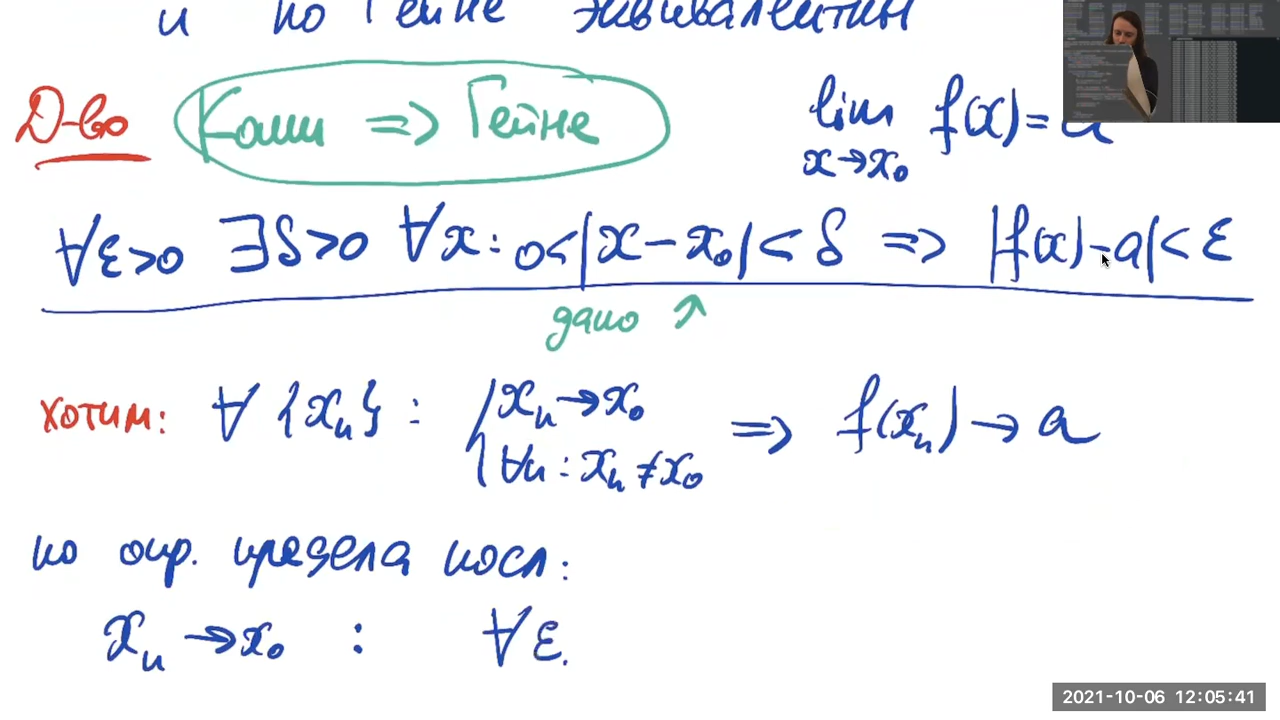 и по Гейне эквивалентны
Д-во Коши => Гейне lim f(x)=a
x→x₀
∀ε>0 ∃δ>0 ∀x: 0<|x-x₀|<δ => |f(x)-a|<ε
дано ↗
хотим: ∀ {xₙ} : { xₙ→x₀ => f(xₙ)→a
∀n: xₙ≠x₀
по опр. предела посл:
xₙ→x₀ : ∀ε.
2021-10-06 12:05:41